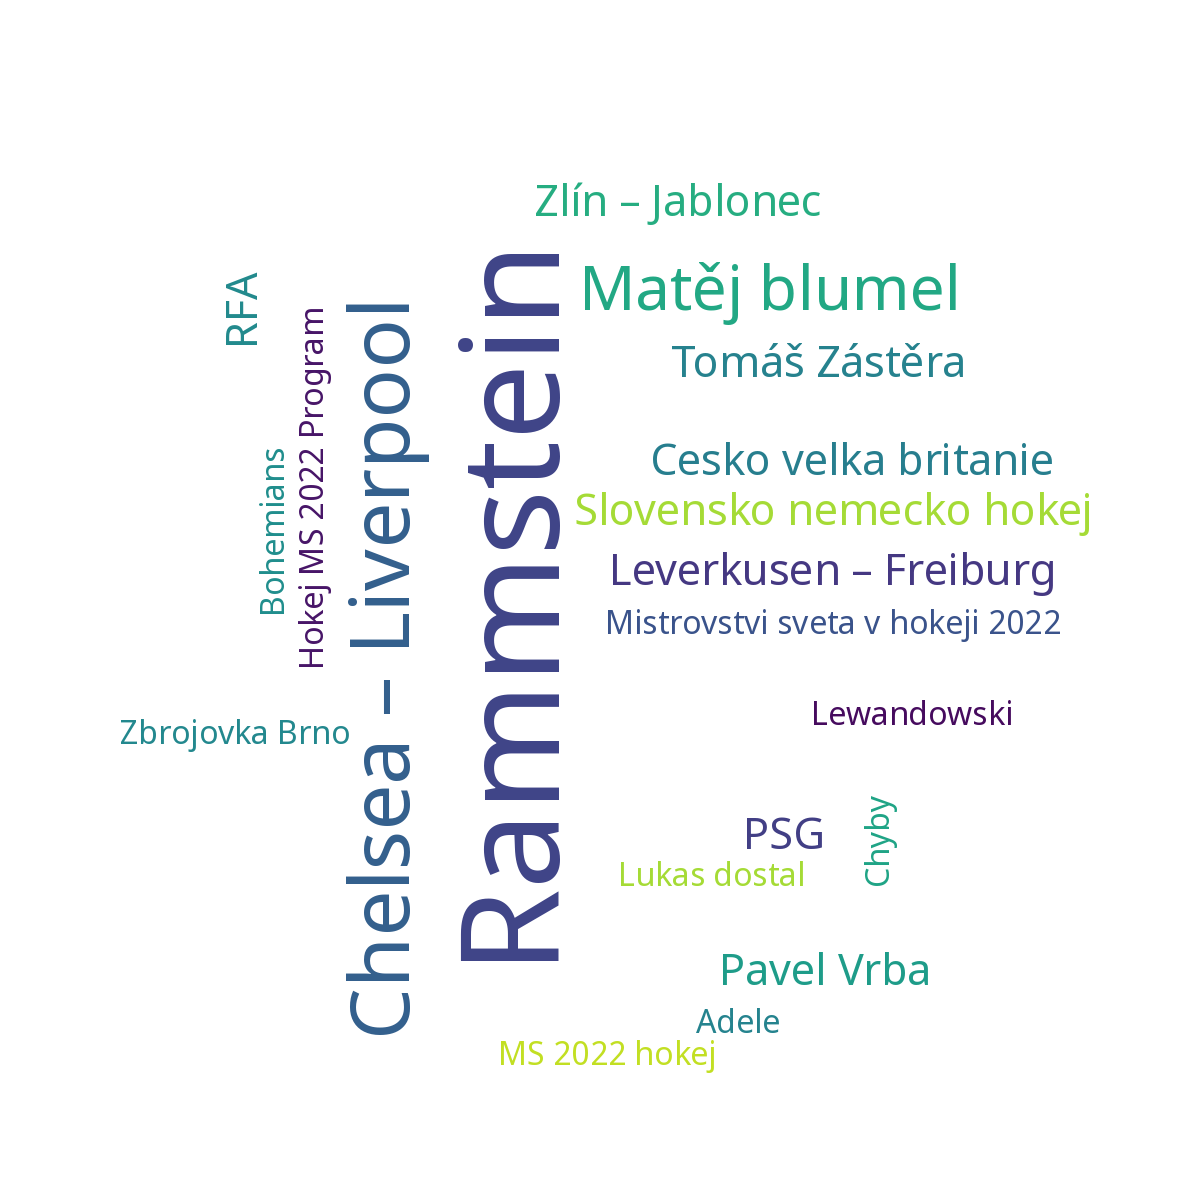 Zlín – Jablonec
Matěj blumel
RFA
Tomáš Zástěra
Hokej MS 2022 Program
Chelsea – Liverpool
Rammstein
Bohemians
Cesko velka britanie
Slovensko nemecko hokej
Leverkusen – Freiburg
Mistrovstvi sveta v hokeji 2022
Lewandowski
Zbrojovka Brno
PSG
Chyby
Lukas dostal
Pavel Vrba
Adele
MS 2022 hokej